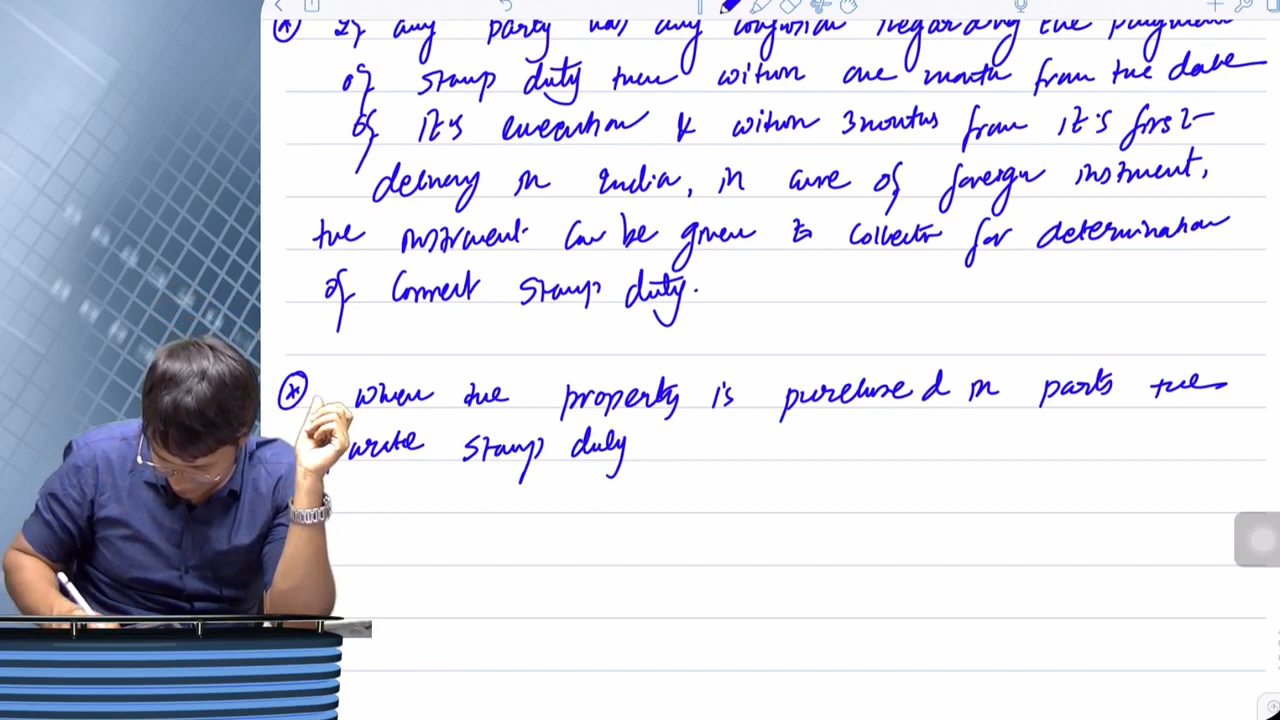 (*) If any party has any confusion regarding the payment
of stamp duty then within one month from the date
of it's execution & within 3 months from it's first
delivery in India, in case of foreign instrument,
the instrument can be given to collector for determination
of correct stamp duty.
(*) when the property is purchased in parts the
stamp duty